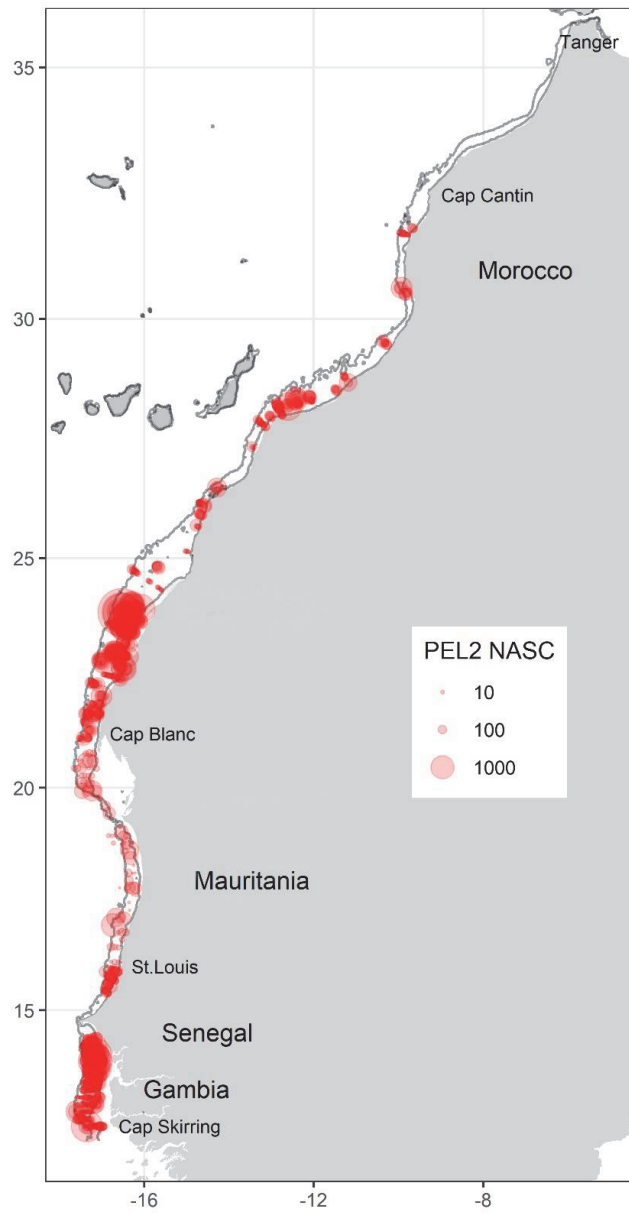 35
Tanger
Cap Cantin
Morocco
30
25
PEL2 NASC
10
100
1000
Cap Blanc
20
Mauritania
St.Louis
15
Senegal
Gambia
Cap Skirring
-16
-12
-8